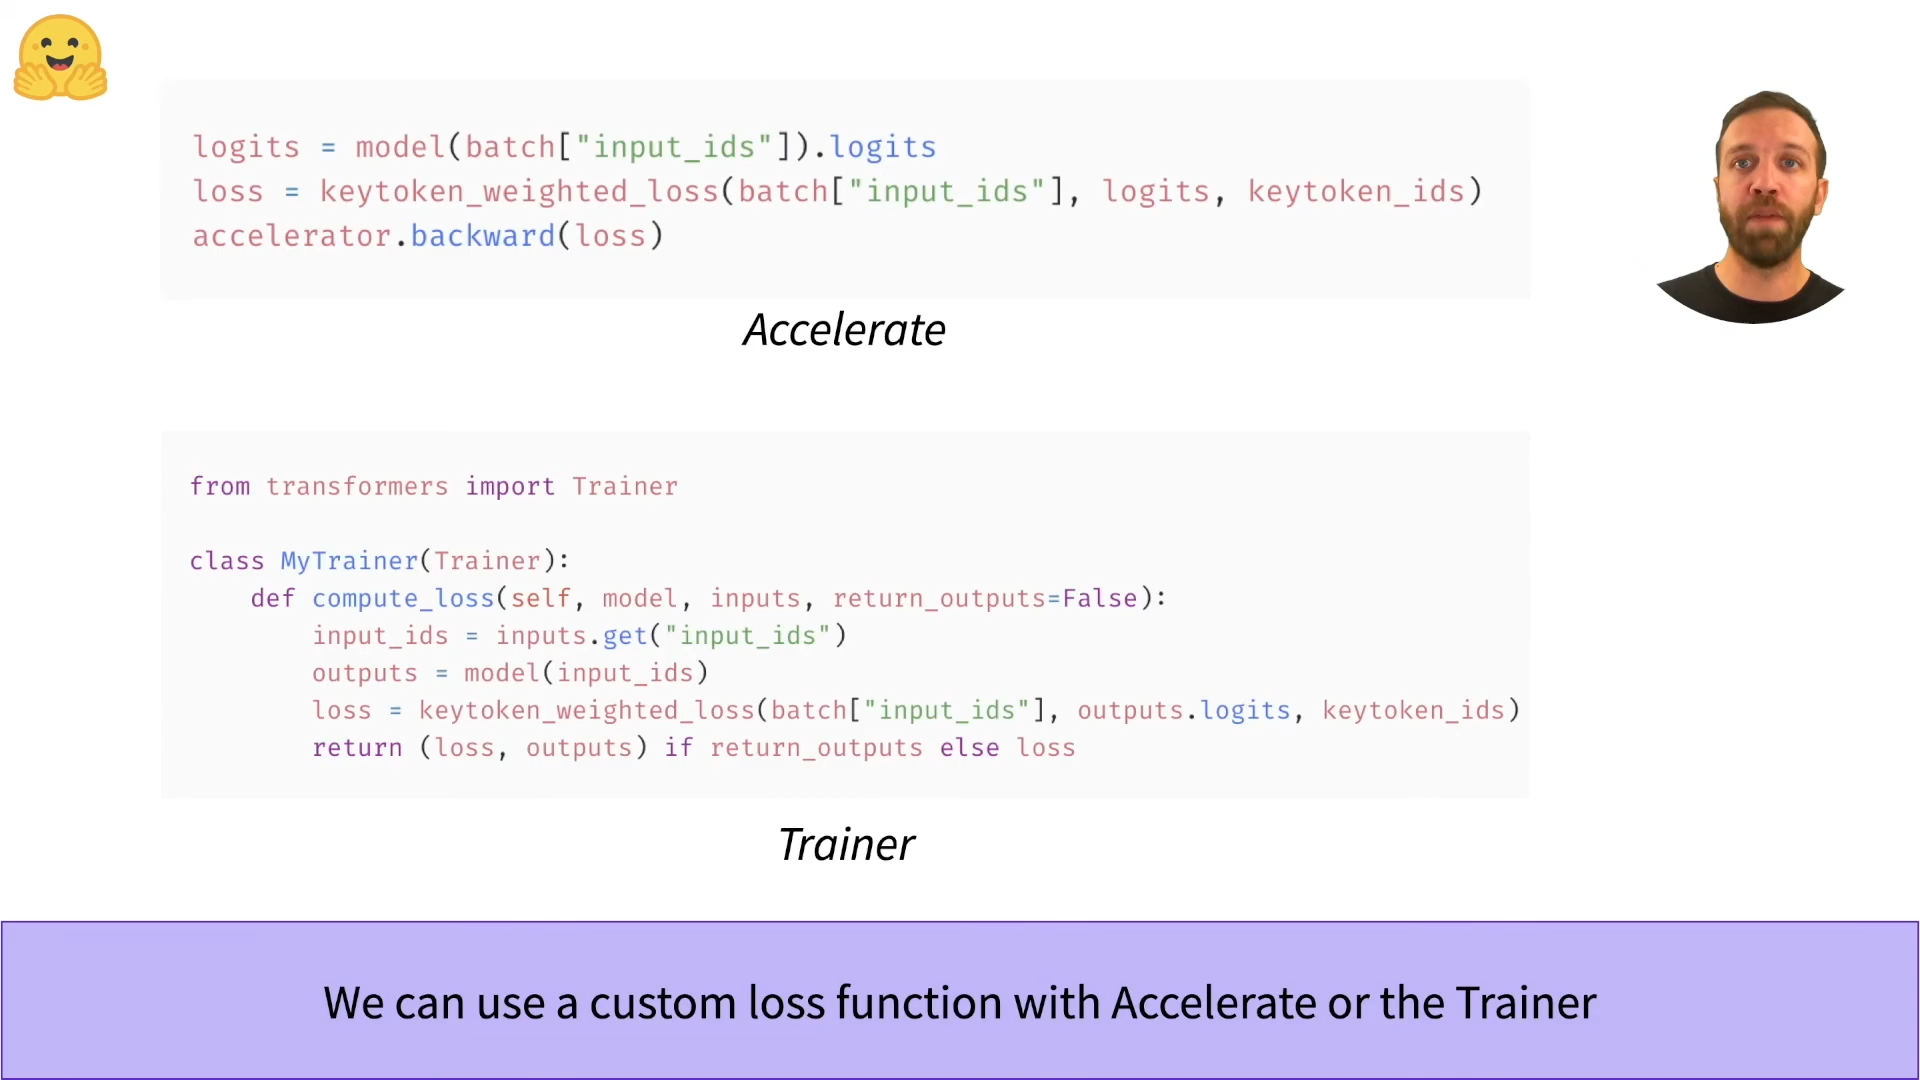 logits = model(batch["input_ids"]).logits
loss = keytoken_weighted_loss(batch["input_ids"], logits, keytoken_ids)
accelerator.backward(loss)
Accelerate
from transformers import Trainer
class MyTrainer(Trainer):
    def compute_loss(self, model, inputs, return_outputs=False):
        input_ids = inputs.get("input_ids")
        outputs = model(input_ids)
        loss = keytoken_weighted_loss(batch["input_ids"], outputs.logits, keytoken_ids)
        return (loss, outputs) if return_outputs else loss
Trainer
We can use a custom loss function with Accelerate or the Trainer